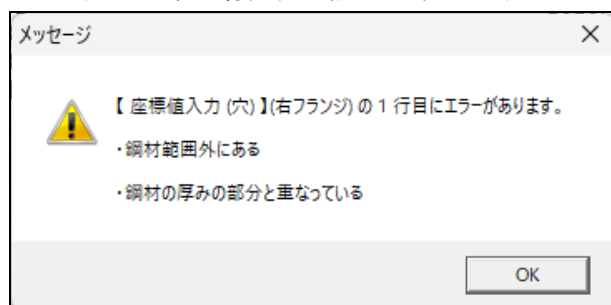 メッセージ
【 座標値入力 (穴) 】(右フランジ) の 1 行目にエラーがあります。
・鋼材範囲外にある
・鋼材の厚みの部分と重なっている
OK